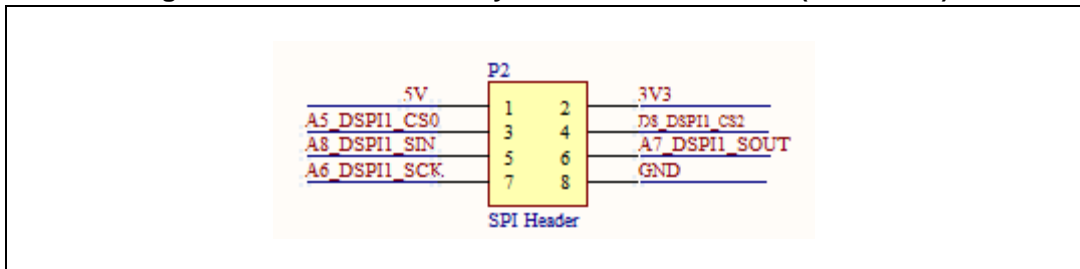 P2
5V 1 2 3V3
A5_DSPI1_CS0 3 4 D8_DSPI1_CS2
A8_DSPI1_SIN 5 6 A7_DSPI1_SOUT
A6_DSPI1_SCK 7 8 GND
SPI Header